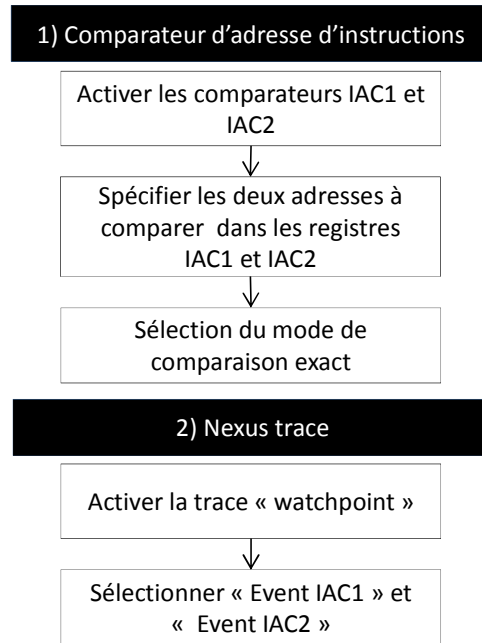 1) Comparateur d’adresse d’instructions
Activer les comparateurs IAC1 et
IAC2
Spécifier les deux adresses à
comparer dans les registres
IAC1 et IAC2
Sélection du mode de
comparaison exact
2) Nexus trace
Activer la trace « watchpoint »
Sélectionner « Event IAC1 » et
« Event IAC2 »